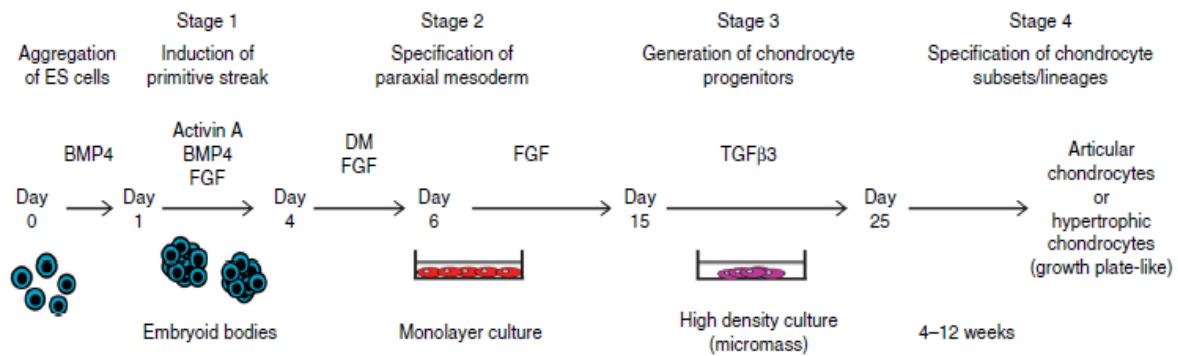 Stage 1
Stage 2
Stage 3
Stage 4
Aggregation
of ES cells
Induction of
primitive streak
Specification of
paraxial mesoderm
Generation of chondrocyte
progenitors
Specification of chondrocyte
subsets/lineages
BMP4
Activin A
BMP4
FGF
DM
FGF
FGF
TGFβ3
Day
0
Day
1
Day
4
Day
6
Day
15
Day
25
Articular
chondrocytes
or
hypertrophic
chondrocytes
(growth plate-like)
Embryoid bodies
Monolayer culture
High density culture
(micromass)
4–12 weeks